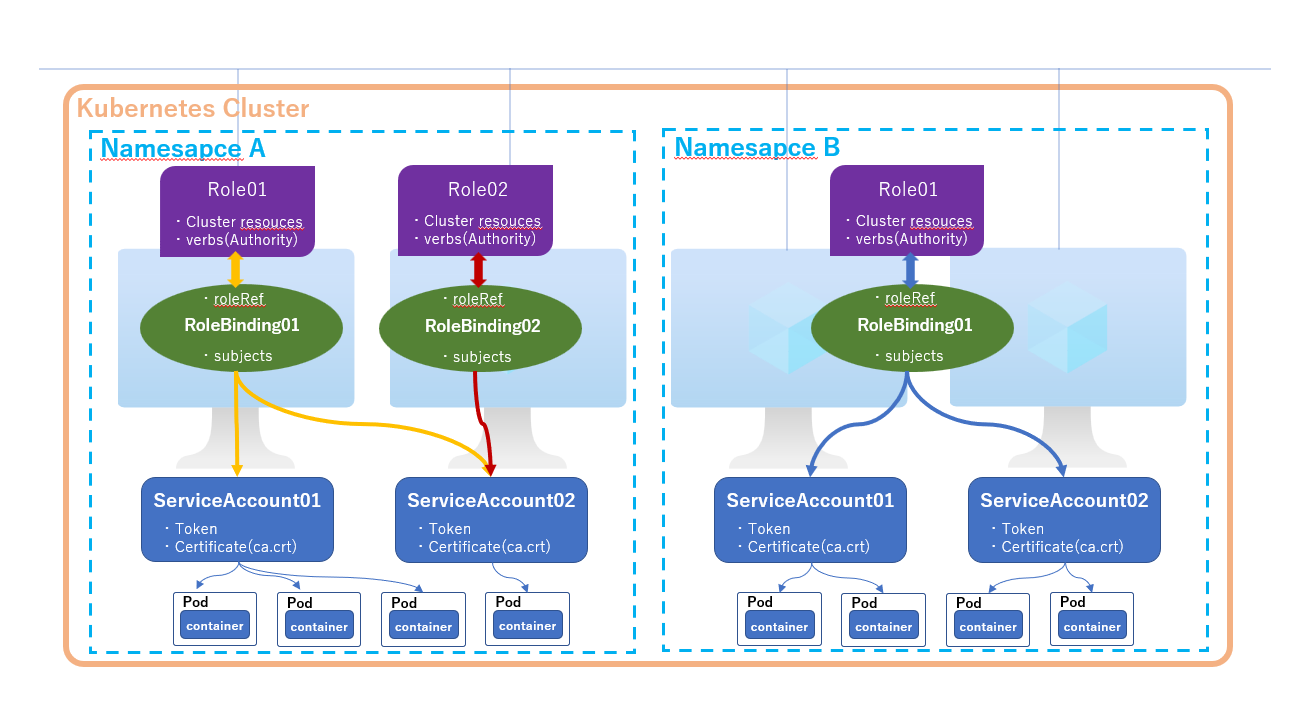 Kubernetes Cluster
Namesapce A
Role01
・Cluster resouces
・verbs(Authority)
・roleRef
RoleBinding01
・subjects
Role02
・Cluster resouces
・verbs(Authority)
・roleRef
RoleBinding02
・subjects
ServiceAccount01
・Token
・Certificate(ca.crt)
ServiceAccount02
・Token
・Certificate(ca.crt)
Pod
container
Pod
container
Pod
container
Pod
container
Namesapce B
Role01
・Cluster resouces
・verbs(Authority)
・roleRef
RoleBinding01
・subjects
ServiceAccount01
・Token
・Certificate(ca.crt)
ServiceAccount02
・Token
・Certificate(ca.crt)
Pod
container
Pod
container
Pod
container
Pod
container